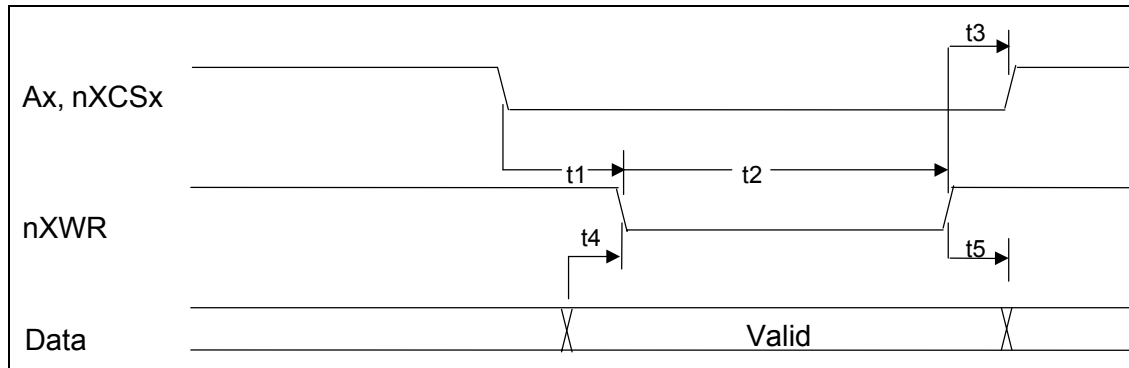 t3
Ax, nXCSx
t1
t2
nXWR
t4
t5
Data
Valid